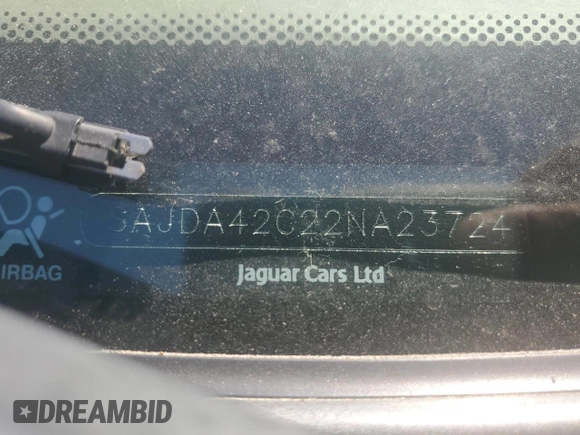 SAJDA42C22NA23724
AIRBAG
Jaguar Cars Ltd
DREAMBID